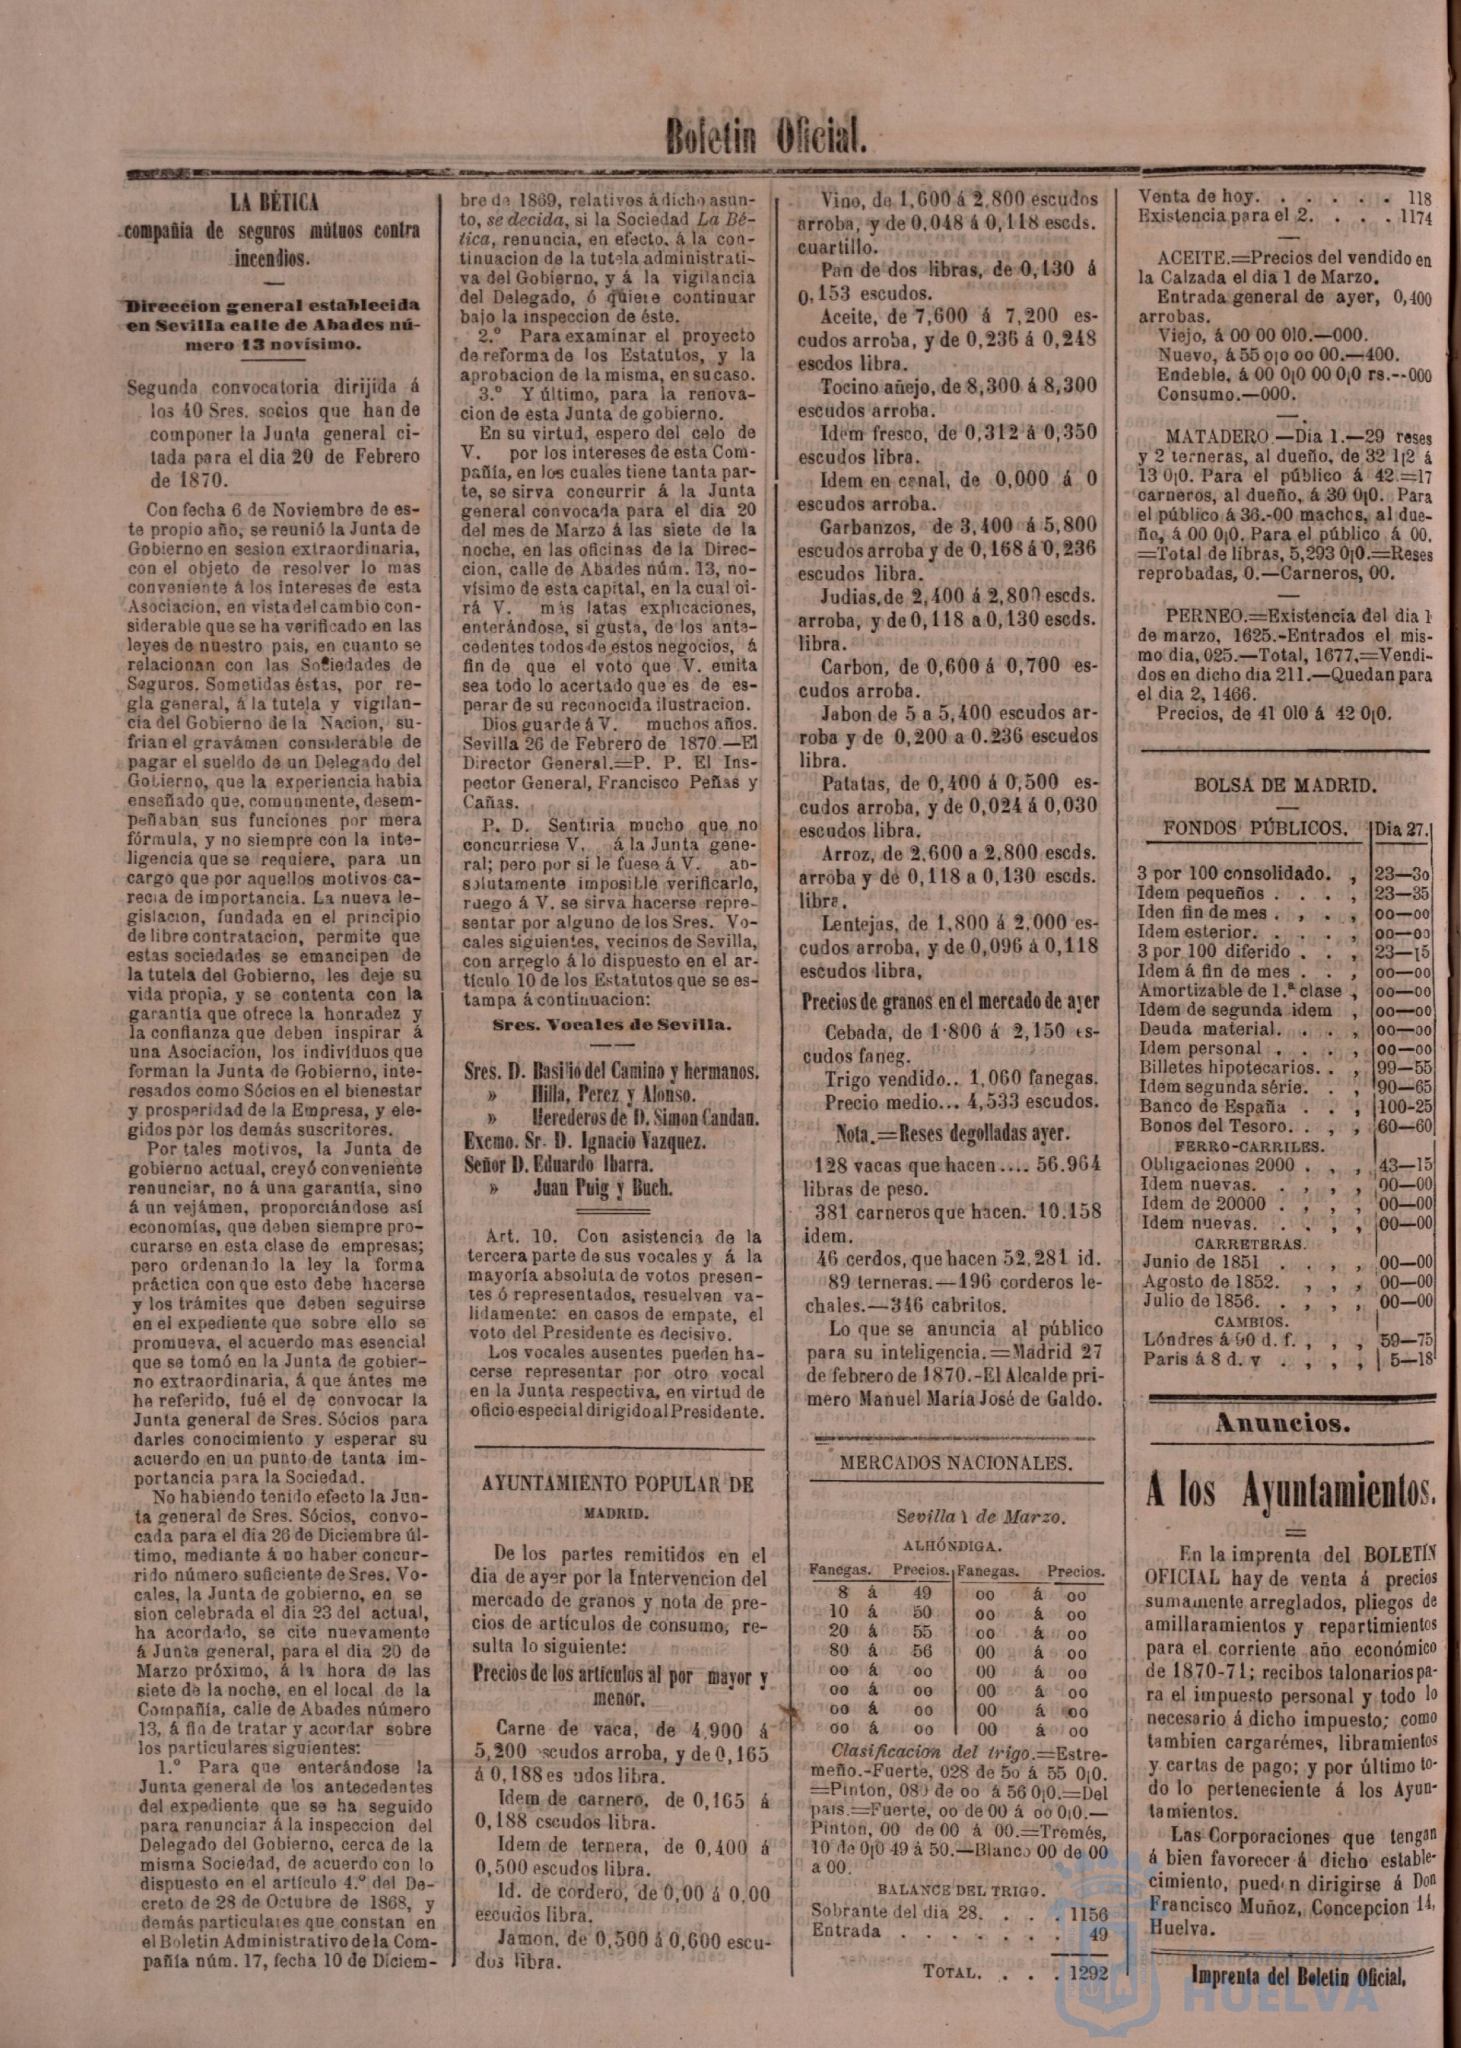 Boletin Oficial.
LA BÉTICA
compañia de seguros mútuos contra
incendios.
Direccion general establecida
en Sevilla calle de Abades nú-
mero 13 novísimo.
Segunda convocatoria dirijida á
los 40 Sres. socios que han de
componer la Junta general ci-
tada para el dia 20 de Febrero
de 1870.
Con fecha 6 de Noviembre de es-
te propio año, se reunió la Junta de
Gobierno en sesion extraordinaria,
con el objeto de resolver lo mas
conveniente á los intereses de esta
Asociacion, en vista del cambio con-
siderable que se ha verificado en las
leyes de nuestro pais, en cuanto se
relacionan con las Sociedades de
Seguros. Sometidas éstas, por re-
gla general, á la tutela y vigilan-
cia del Gobierno de la Nacion, su-
frian el gravámen considerable de
pagar el sueldo de un Delegado del
Gobierno, que la experiencia habia
enseñado que, comunmente, desem-
peñaban sus funciones por mera
fórmula, y no siempre con la inte-
ligencia que se requiere, para un
cargo que por aquellos motivos ca-
recia de importancia. La nueva le-
gislacion, fundada en el principio
de libre contratacion, permite que
estas sociedades se emancipen de
la tutela del Gobierno, les deje su
vida propia, y se contenta con la
garantía que ofrece la honradez y
la confianza que deben inspirar á
una Asociacion, los indivíduos que
forman la Junta de Gobierno, inte-
resados como Sócios en el bienestar
y prosperidad de la Empresa, y ele-
gidos por los demás suscritores.
Por tales motivos, la Junta de
gobierno actual, creyó conveniente
renunciar, no á una garantía, sino
á un vejámen, proporciándose así
economías, que deben siempre pro-
curarse en esta clase de empresas;
pero ordenando la ley la forma
práctica con que esto debe hacerse
y los trámites que deben seguirse
en el expediente que sobre ello se
promueva, el acuerdo mas esencial
que se tomó en la Junta de gobier-
no extraordinaria, á que ántes me
he referido, fué el de convocar la
Junta general de Sres. Sócios para
darles conocimiento y esperar su
acuerdo en un punto de tanta im-
portancia para la Sociedad.
No habiendo tenido efecto la Jun-
ta general de Sres. Sócios, convo-
cada para el dia 26 de Diciembre úl-
timo, mediante á no haber concur-
rido número suficiente de Sres. Vo-
cales, la Junta de gobierno, en se
sion celebrada el dia 23 del actual,
ha acordado, se cite nuevamente
á Junta general, para el dia 20 de
Marzo próximo, á la hora de las
siete de la noche, en el local de la
Compañía, calle de Abades número
13, á fin de tratar y acordar sobre
los particulares siguientes:
1.º Para que enterándose la
Junta general de los antecedentes
del expediente que se ha seguido
para renunciar á la inspeccion del
Delegado del Gobierno, cerca de la
misma Sociedad, de acuerdo con lo
dispuesto en el artículo 4.º del De-
creto de 28 de Octubre de 1868, y
demás particulares que constan en
el Boletin Administrativo de la Com-
pañía núm. 17, fecha 10 de Diciem-
bre de 1869, relativos á dicho asun-
to, se decida, si la Sociedad La Bé-
tica, renuncia, en efecto, á la con-
tinuacion de la tutela administrati-
va del Gobierno, y á la vigilancia
del Delegado, ó quiere continuar
bajo la inspeccion de éste.
2.º Para examinar el proyecto
de reforma de los Estatutos, y la
aprobacion de la misma, en su caso.
3.º Y último, para la renova-
cion de esta Junta de gobierno.
En su virtud, espero del celo de
V. por los intereses de esta Com-
pañía, en los cuales tiene tanta par-
te, se sirva concurrir á la Junta
general convocada para el dia 20
del mes de Marzo á las siete de la
noche, en las oficinas de la Direc-
cion, calle de Abades núm. 13, no-
vísimo de esta capital, en la cual oi-
rá V. más latas explicaciones,
enterándose, si gusta, de los ante-
cedentes todos de estos negocios, á
fin de que el voto que V. emita
sea todo lo acertado que es de es-
perar de su reconocida ilustracion.
Dios guarde á V. muchos años.
Sevilla 26 de Febrero de 1870.—El
Director General.=P. P. El Ins-
pector General, Francisco Peñas y
Cañas.
P. D. Sentiria mucho que no
concurriese V. á la Junta gene-
ral; pero por si le fuese á V. ab-
solutamente imposible verificarlo,
ruego á V. se sirva hacerse repre-
sentar por alguno de los Sres. Vo-
cales siguientes, vecinos de Sevilla,
con arreglo á lo dispuesto en el ar-
tículo 10 de los Estatutos que se es-
tampa á continuacion:
Sres. Vocales de Sevilla.
Sres. D. Basilio del Camino y hermanos.
» Hilla, Perez y Alonso.
» Herederos de D. Simon Candan.
Excmo. Sr. D. Ignacio Vazquez.
Señor D. Eduardo Ibarra.
» Juan Puig y Buch.
Art. 10. Con asistencia de la
tercera parte de sus vocales y á la
mayoría absoluta de votos presen-
tes ó representados, resuelven va-
lidamente: en casos de empate, el
voto del Presidente es decisivo.
Los vocales ausentes pueden ha-
cerse representar por otro vocal
en la Junta respectiva, en virtud de
oficio especial dirigido al Presidente.
AYUNTAMIENTO POPULAR DE
MADRID.
De los partes remitidos en el
dia de ayer por la Intervencion del
mercado de granos y nota de pre-
cios de artículos de consumo, re-
sulta lo siguiente:
Precios de los artículos al por mayor y
menor.
Carne de vaca, de 4,900 á
5,200 scudos arroba, y de 0,165
á 0,188 es udos libra.
Idem de carnero, de 0,165 á
0,188 escudos libra.
Idem de ternera, de 0,400 á
0,500 escudos libra.
Id. de cordero, de 0,00 á 0,00
escudos libra.
Jamon, de 0,500 á 0,600 escu-
dos libra.
Vino, de 1,600 á 2,800 escudos
arroba, y de 0,048 á 0,118 escds.
cuartillo.
Pan de dos libras, de 0,130 á
0,153 escudos.
Aceite, de 7,600 á 7,200 es-
cudos arroba, y de 0,236 á 0,248
escdos libra.
Tocino añejo, de 8,300 á 8,300
escudos arroba.
Idem fresco, de 0,312 á 0,350
escudos libra.
Idem en canal, de 0,000 á 0
escudos arroba.
Garbanzos, de 3,400 á 5,800
escudos arroba y de 0,168 á 0,236
escudos libra.
Judias, de 2,400 á 2,800 escds.
arroba, y de 0,118 a 0,130 escds.
libra.
Carbon, de 0,600 á 0,700 es-
cudos arroba.
Jabon de 5 a 5,400 escudos ar-
roba y de 0,200 a 0.236 escudos
libra.
Patatas, de 0,400 á 0,500 es-
cudos arroba, y de 0,024 á 0,030
escudos libra.
Arroz, de 2,600 a 2,800 escds.
arroba y de 0,118 a 0,130 escds.
libra.
Lentejas, de 1,800 á 2,000 es-
cudos arroba, y de 0,096 á 0,118
escudos libra,
Precios de granos en el mercado de ayer
Cebada, de 1·800 á 2,150 es-
cudos faneg.
Trigo vendido.. 1,060 fanegas.
Precio medio... 4,533 escudos.
Nota.=Reses degolladas ayer.
128 vacas que hacen.... 56.964
libras de peso.
381 carneros que hacen. 10.158
idem.
46 cerdos, que hacen 52,281 id.
89 terneras.—196 corderos le-
chales.—346 cabritos.
Lo que se anuncia al público
para su inteligencia.=Madrid 27
de febrero de 1870.-El Alcalde pri-
mero Manuel María José de Galdo.
MERCADOS NACIONALES.
Sevilla 1 de Marzo.
ALHÓNDIGA.
Fanegas. Precios. Fanegas. Precios.
8 á 49 00 á 00
10 á 50 00 á 00
20 á 55 00 á 00
80 á 56 00 á 00
00 á 00 00 á 00
00 á 00 00 á 00
00 á 00 00 á 00
00 á 00 00 á 00
Clasificacion del trigo.=Estre-
meño.-Fuerte, 028 de 50 á 55 0¡0.
=Pinton, 080 de 00 á 56 0¡0.=Del
pais.=Fuerte, 00 de 00 á 00 0¡0.—
Pinton, 00 de 00 á 00.=Tromés,
10 de 0¡0 49 á 50.—Blanco 00 de 00
a 00.
BALANCE DEL TRIGO.
Sobrante del dia 28. . . . 1156
Entrada . . . . . . . 49
TOTAL. . . . 1292
Venta de hoy. . . . . . 118
Existencia para el 2. . . . 1174
ACEITE.=Precios del vendido en
la Calzada el dia 1 de Marzo.
Entrada general de ayer, 0,400
arrobas.
Viejo, á 00 00 0¡0.—000.
Nuevo, á 55 0¡0 00 00.—400.
Endeble, á 00 0¡0 00 0¡0 rs.--000
Consumo.—000.
MATADERO.—Dia 1.—29 reses
y 2 terneras, al dueño, de 32 1¡2 á
13 0¡0. Para el público á 42.=17
carneros, al dueño, á 30 0¡0. Para
el público á 36.-00 machos, al due-
ño, á 00 0¡0. Para el público á 00.
=Total de libras, 5,293 0¡0.=Reses
reprobadas, 0.—Carneros, 00.
PERNEO.=Existencia del dia 1
de marzo, 1625.-Entrados el mis-
mo dia, 025.—Total, 1677.=Vendi-
dos en dicho dia 211.—Quedan para
el dia 2, 1466.
Precios, de 41 0¡0 á 42 0¡0.
BOLSA DE MADRID.
FONDOS PÚBLICOS. Dia 27.
3 por 100 consolidado. , 23—30
Idem pequeños . . . , 23—35
Iden fin de mes . , . , 00—00
Idem esterior. . . . , 00—00
3 por 100 diferido . . , 23—15
Idem á fin de mes . . , 00—00
Amortizable de 1.ª clase , 00—00
Idem de segunda idem , 00—00
Deuda material. . . , 00—00
Idem personal . . . , 00—00
Billetes hipotecarios. . , 99—55
Idem segunda série. . , 90—65
Banco de España . . , 100-25
Bonos del Tesoro. . , , 60—60
FERRO-CARRILES.
Obligaciones 2000 . , , 43—15
Idem nuevas. . , , , 00—00
Idem de 20000 . , , , 00—00
Idem nuevas. . . , , 00—00
CARRETERAS.
Junio de 1851 . . , , 00—00
Agosto de 1852. , , , 00—00
Julio de 1856. . , , , 00—00
CAMBIOS.
Lóndres á 90 d. f. , , , 59—75
Paris á 8 d. v . , , , 5—18
Anuncios.
A los Ayuntamientos.
En la imprenta del BOLETÍN
OFICIAL hay de venta á precios
sumamente arreglados, pliegos de
amillaramientos y repartimientos
para el corriente año económico
de 1870-71; recibos talonarios pa-
ra el impuesto personal y todo lo
necesario á dicho impuesto; como
tambien cargarémes, libramientos
y cartas de pago; y por último to-
do lo perteneciente á los Ayun-
tamientos.
Las Corporaciones que tengan
á bien favorecer á dicho estable-
cimiento, pueden dirigirse á Don
Francisco Muñoz, Concepcion 14,
Huelva.
Imprenta del Boletin Oficial,
HUELVA